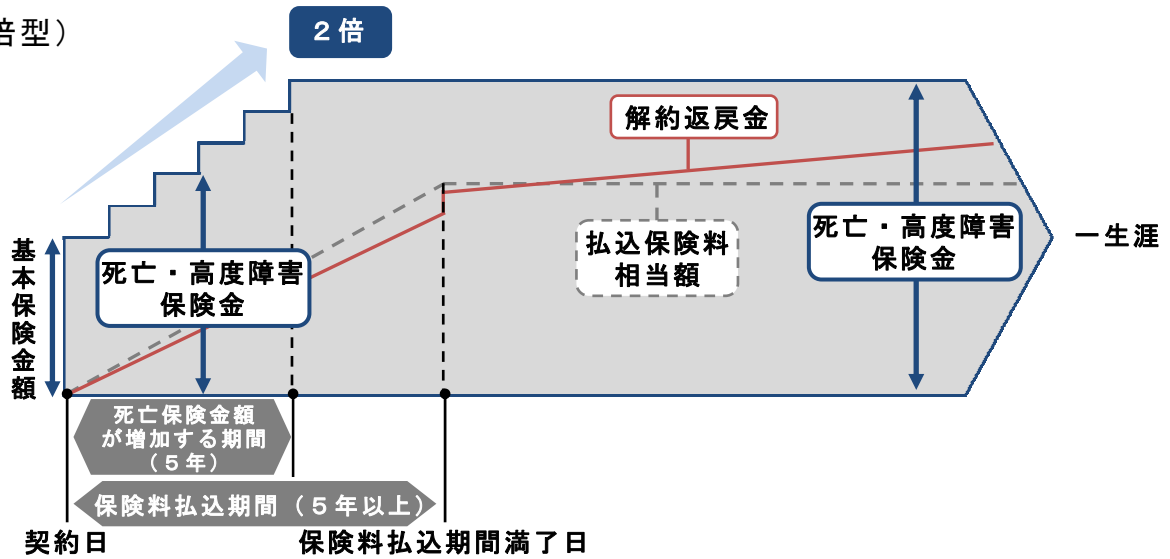 倍型）
２倍
解約返戻金
死亡・高度障害
保険金
払込保険料
相当額
死亡・高度障害
保険金
一生涯
基本保険金額
死亡保険金額
が増加する期間
（５年）
保険料払込期間（５年以上）
契約日
保険料払込期間満了日